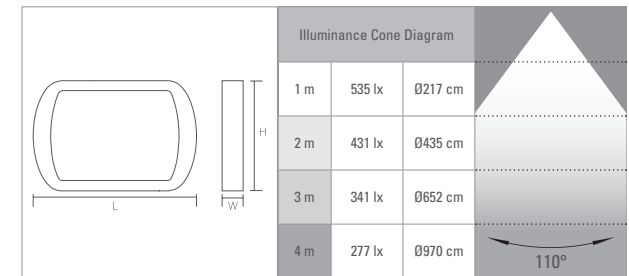 Illuminance Cone Diagram
1 m 535 lx Ø217 cm
2 m 431 lx Ø435 cm
3 m 341 lx Ø652 cm
4 m 277 lx Ø970 cm
H
L
W
110°